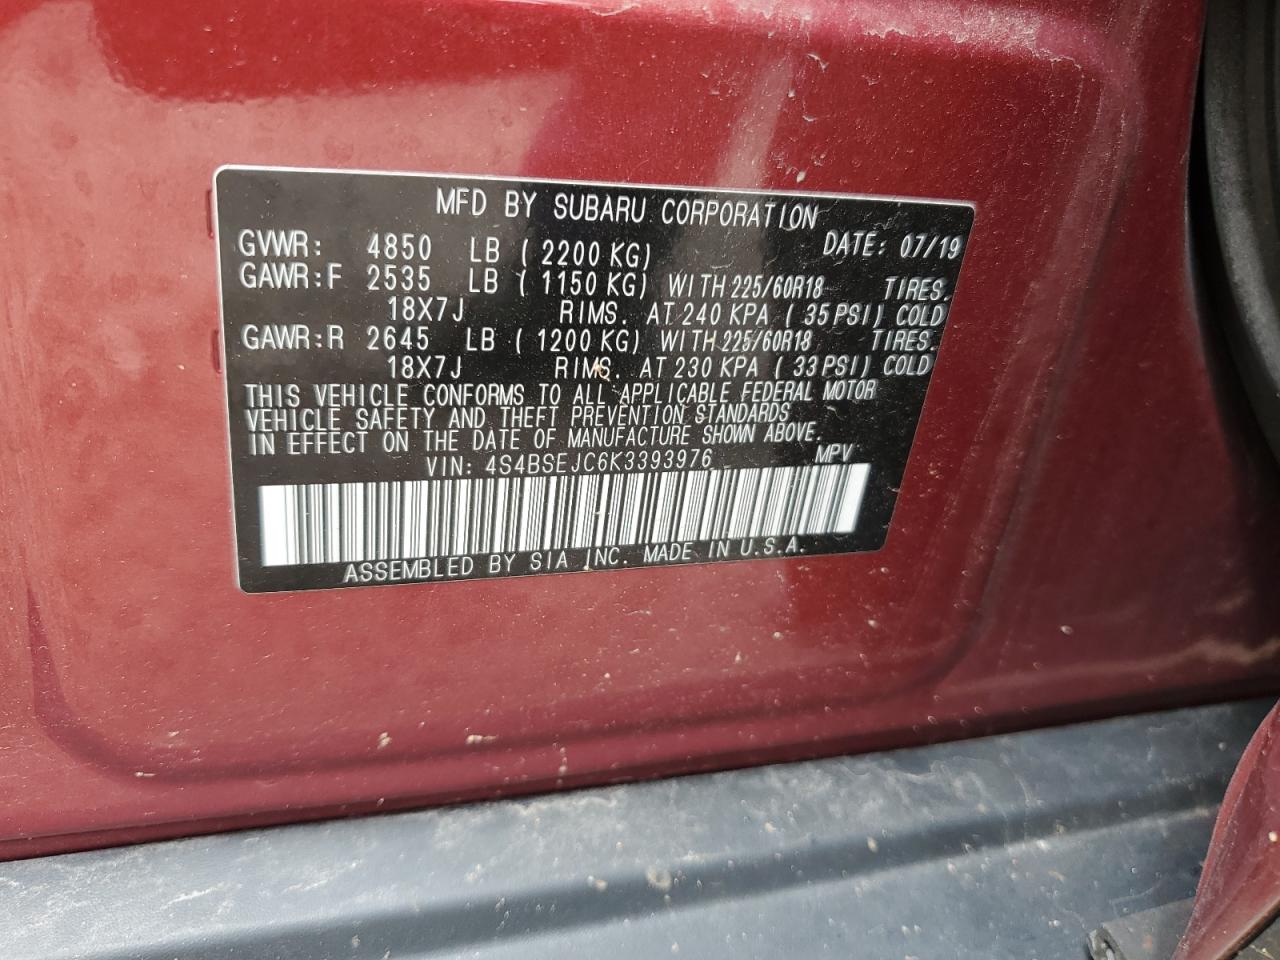 MFD BY SUBARU CORPORATION
GVWR: 4850 LB ( 2200 KG) DATE: 07/19
GAWR:F 2535 LB ( 1150 KG) WITH 225/60R18 TIRES.
18X7J RIMS. AT 240 KPA ( 35 PSI) COLD
GAWR:R 2645 LB ( 1200 KG) WITH 225/60R18 TIRES.
18X7J RIMS. AT 230 KPA ( 33 PSI) COLD
THIS VEHICLE CONFORMS TO ALL APPLICABLE FEDERAL MOTOR
VEHICLE SAFETY AND THEFT PREVENTION STANDARDS
IN EFFECT ON THE DATE OF MANUFACTURE SHOWN ABOVE.
VIN: 4S4BSEJC6K3393976 MPV
ASSEMBLED BY SIA INC. MADE IN U.S.A.